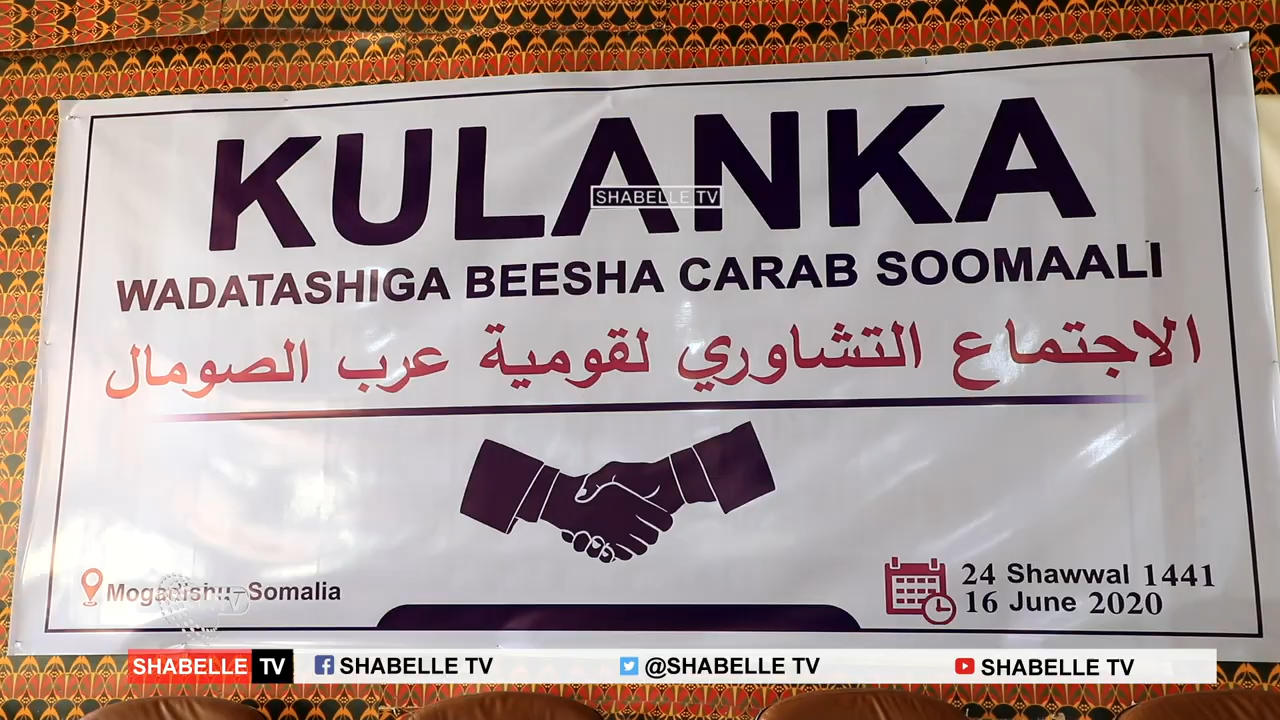 KULANKA
SHABELLE TV
WADATASHIGA BEESHA CARAB SOOMAALI
الاجتماع التشاوري لقومية عرب الصومال
Mogadishu - Somalia
24 Shawwal 1441
16 June 2020
SHABELLE TV SHABELLE TV @SHABELLE TV SHABELLE TV